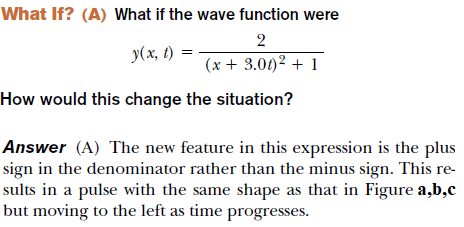 What If? (A) What if the wave function were
y(x, t) = 2 / ((x + 3.0t)² + 1)
How would this change the situation?
Answer (A) The new feature in this expression is the plus
sign in the denominator rather than the minus sign. This re-
sults in a pulse with the same shape as that in Figure a,b,c
but moving to the left as time progresses.